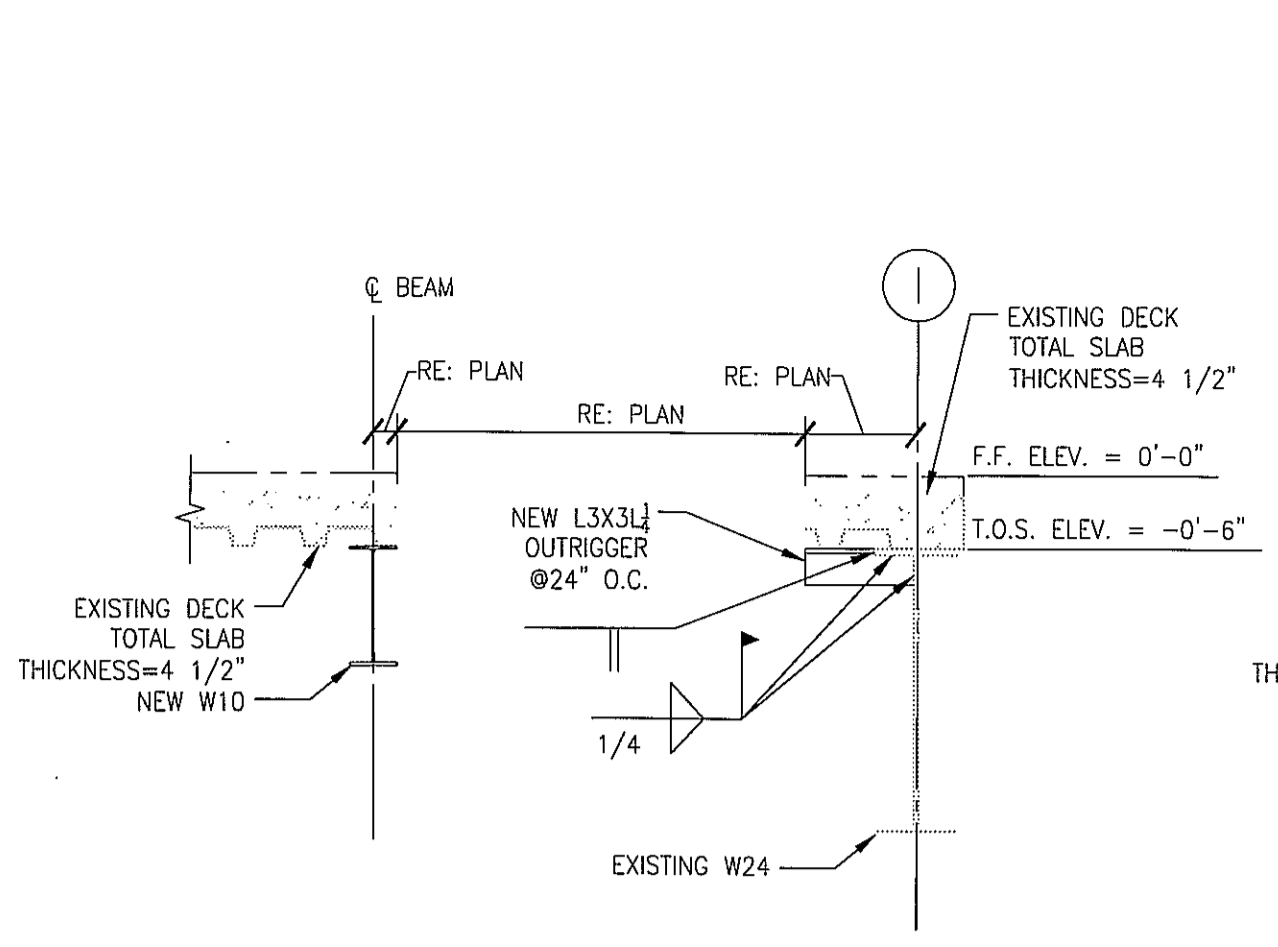 ℄ BEAM
RE: PLAN
RE: PLAN
RE: PLAN
EXISTING DECK
TOTAL SLAB
THICKNESS=4 1/2"
F.F. ELEV. = 0'-0"
T.O.S. ELEV. = -0'-6"
NEW L3X3L1/4
OUTRIGGER
@24" O.C.
EXISTING DECK
TOTAL SLAB
THICKNESS=4 1/2"
NEW W10
1/4
TH
EXISTING W24